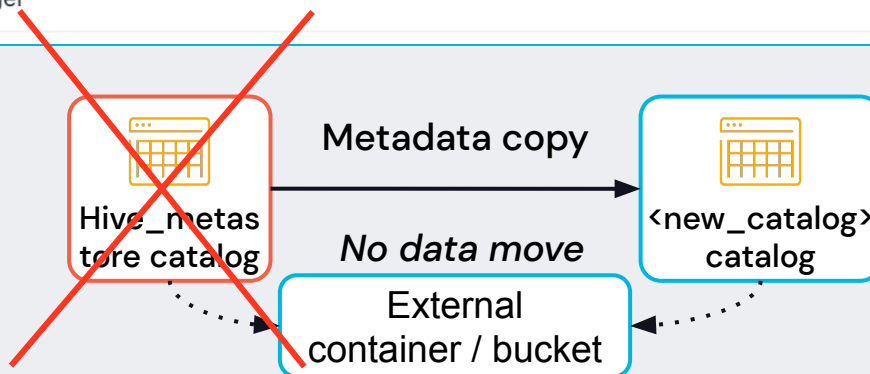 Metadata copy
Hive_metas
tore catalog
No data move
<new_catalog>
catalog
External
container / bucket